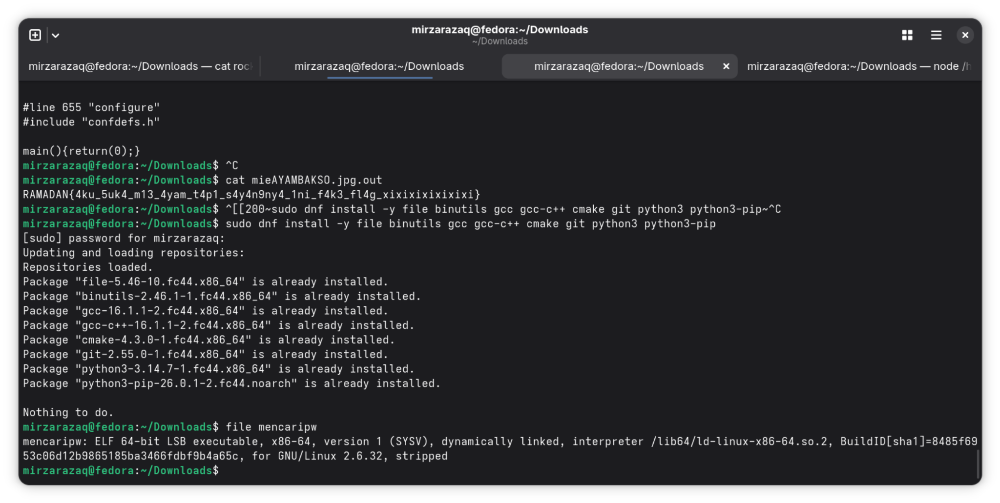 mirzarazaq@fedora:~/Downloads
~/Downloads
mirzarazaq@fedora:~/Downloads — cat roc
mirzarazaq@fedora:~/Downloads
mirzarazaq@fedora:~/Downloads
mirzarazaq@fedora:~/Downloads — node /h
#line 655 "configure"
#include "confdefs.h"
main(){return(0);}
mirzarazaq@fedora:~/Downloads$ ^C
mirzarazaq@fedora:~/Downloads$ cat mieAYAMBAKSO.jpg.out
RAMADAN{4ku_5uk4_m13_4yam_t4p1_s4y4n9ny4_1ni_f4k3_fl4g_xixixixixixixi}
mirzarazaq@fedora:~/Downloads$ ^[[200~sudo dnf install -y file binutils gcc gcc-c++ cmake git python3 python3-pip~^C
mirzarazaq@fedora:~/Downloads$ sudo dnf install -y file binutils gcc gcc-c++ cmake git python3 python3-pip
[sudo] password for mirzarazaq:
Updating and loading repositories:
Repositories loaded.
Package "file-5.46-10.fc44.x86_64" is already installed.
Package "binutils-2.46.1-1.fc44.x86_64" is already installed.
Package "gcc-16.1.1-2.fc44.x86_64" is already installed.
Package "gcc-c++-16.1.1-2.fc44.x86_64" is already installed.
Package "cmake-4.3.0-1.fc44.x86_64" is already installed.
Package "git-2.55.0-1.fc44.x86_64" is already installed.
Package "python3-3.14.7-1.fc44.x86_64" is already installed.
Package "python3-pip-26.0.1-2.fc44.noarch" is already installed.
Nothing to do.
mirzarazaq@fedora:~/Downloads$ file mencaripw
mencaripw: ELF 64-bit LSB executable, x86-64, version 1 (SYSV), dynamically linked, interpreter /lib64/ld-linux-x86-64.so.2, BuildID[sha1]=8485f69
53c06d12b9865185ba3466fdbf9b4a65c, for GNU/Linux 2.6.32, stripped
mirzarazaq@fedora:~/Downloads$